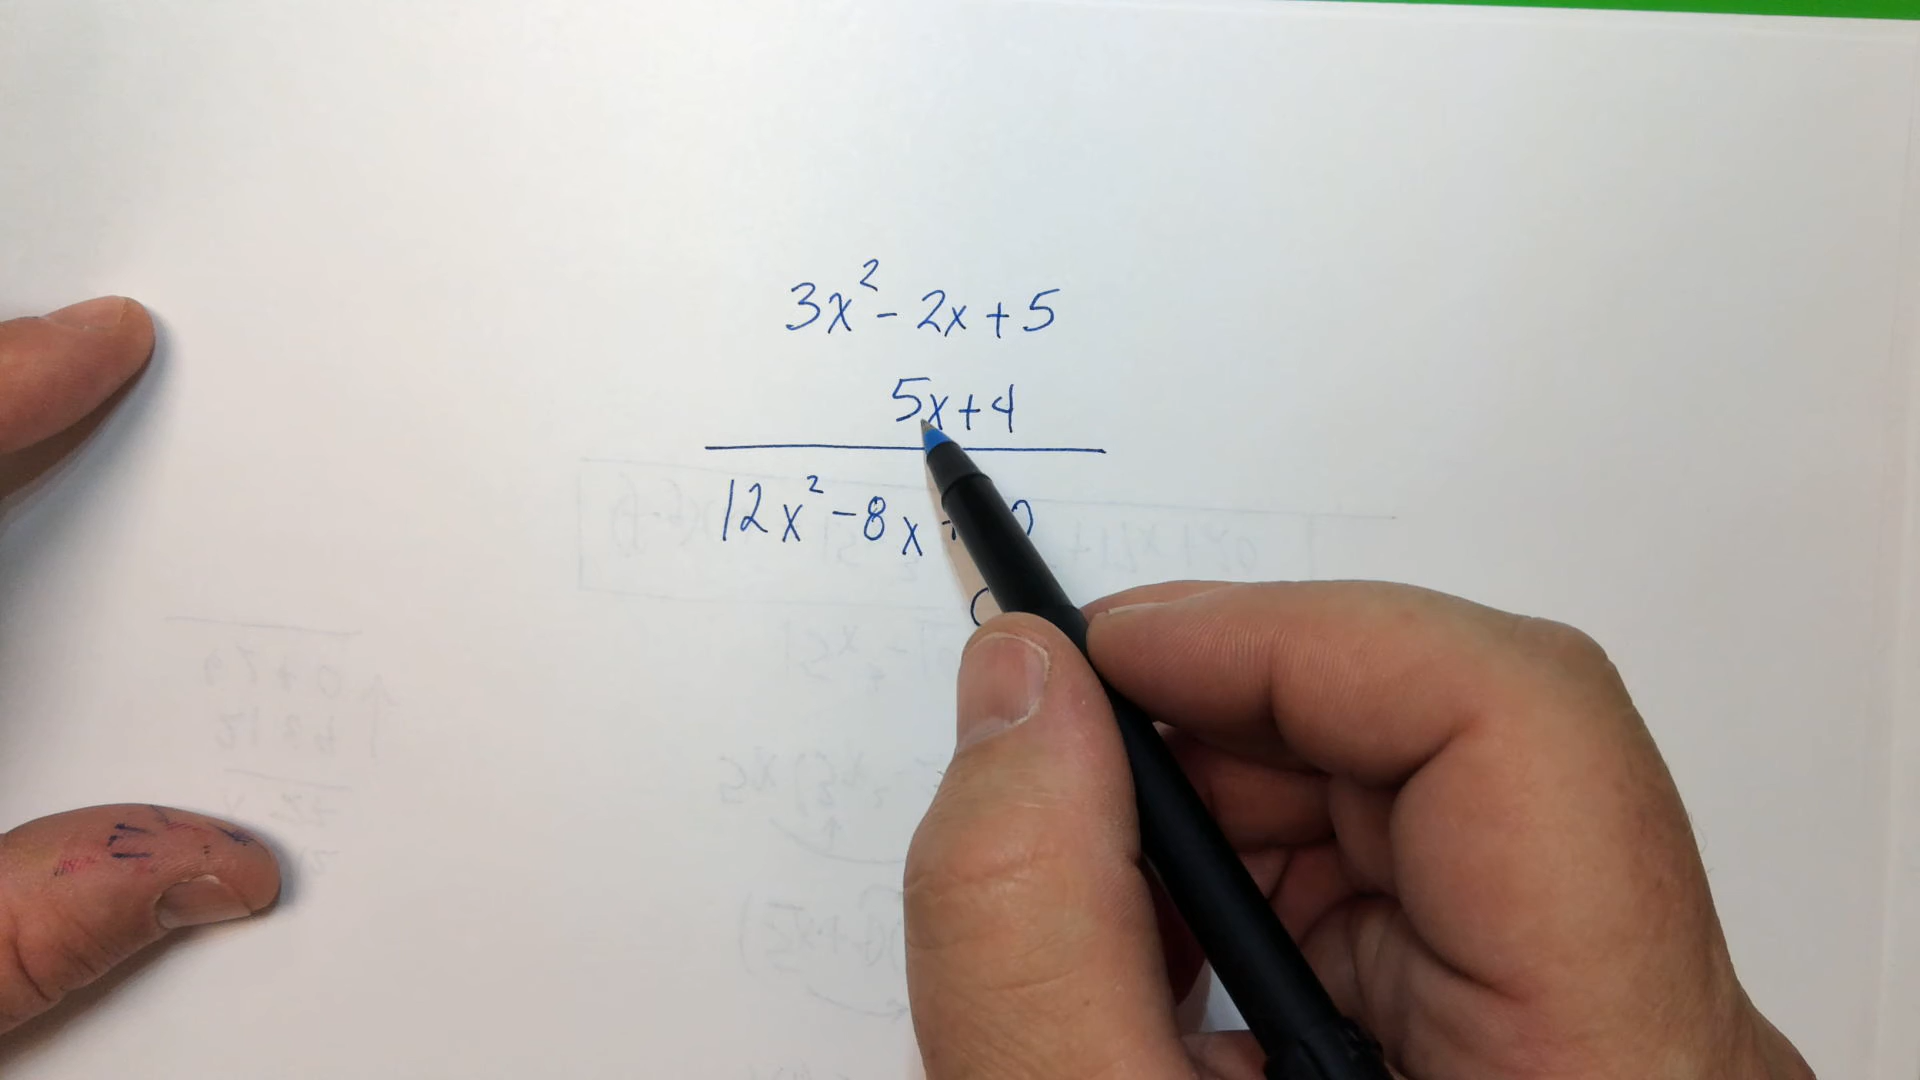 3x² - 2x + 5
5x + 4
12x² - 8x +